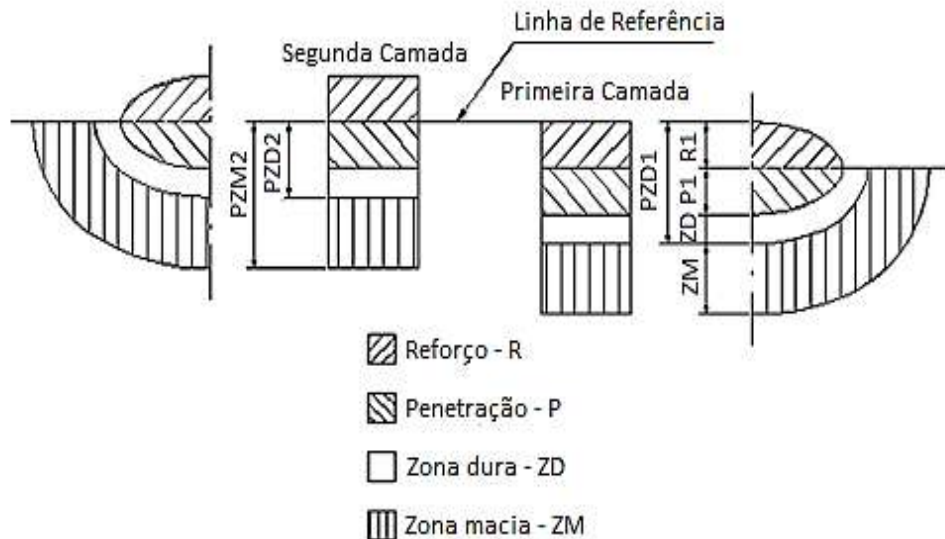 Linha de Referência
Segunda Camada
Primeira Camada
PZM2
PZD2
PZD1
R1
P1
ZD
ZM
Reforço - R
Penetração - P
Zona dura - ZD
Zona macia - ZM